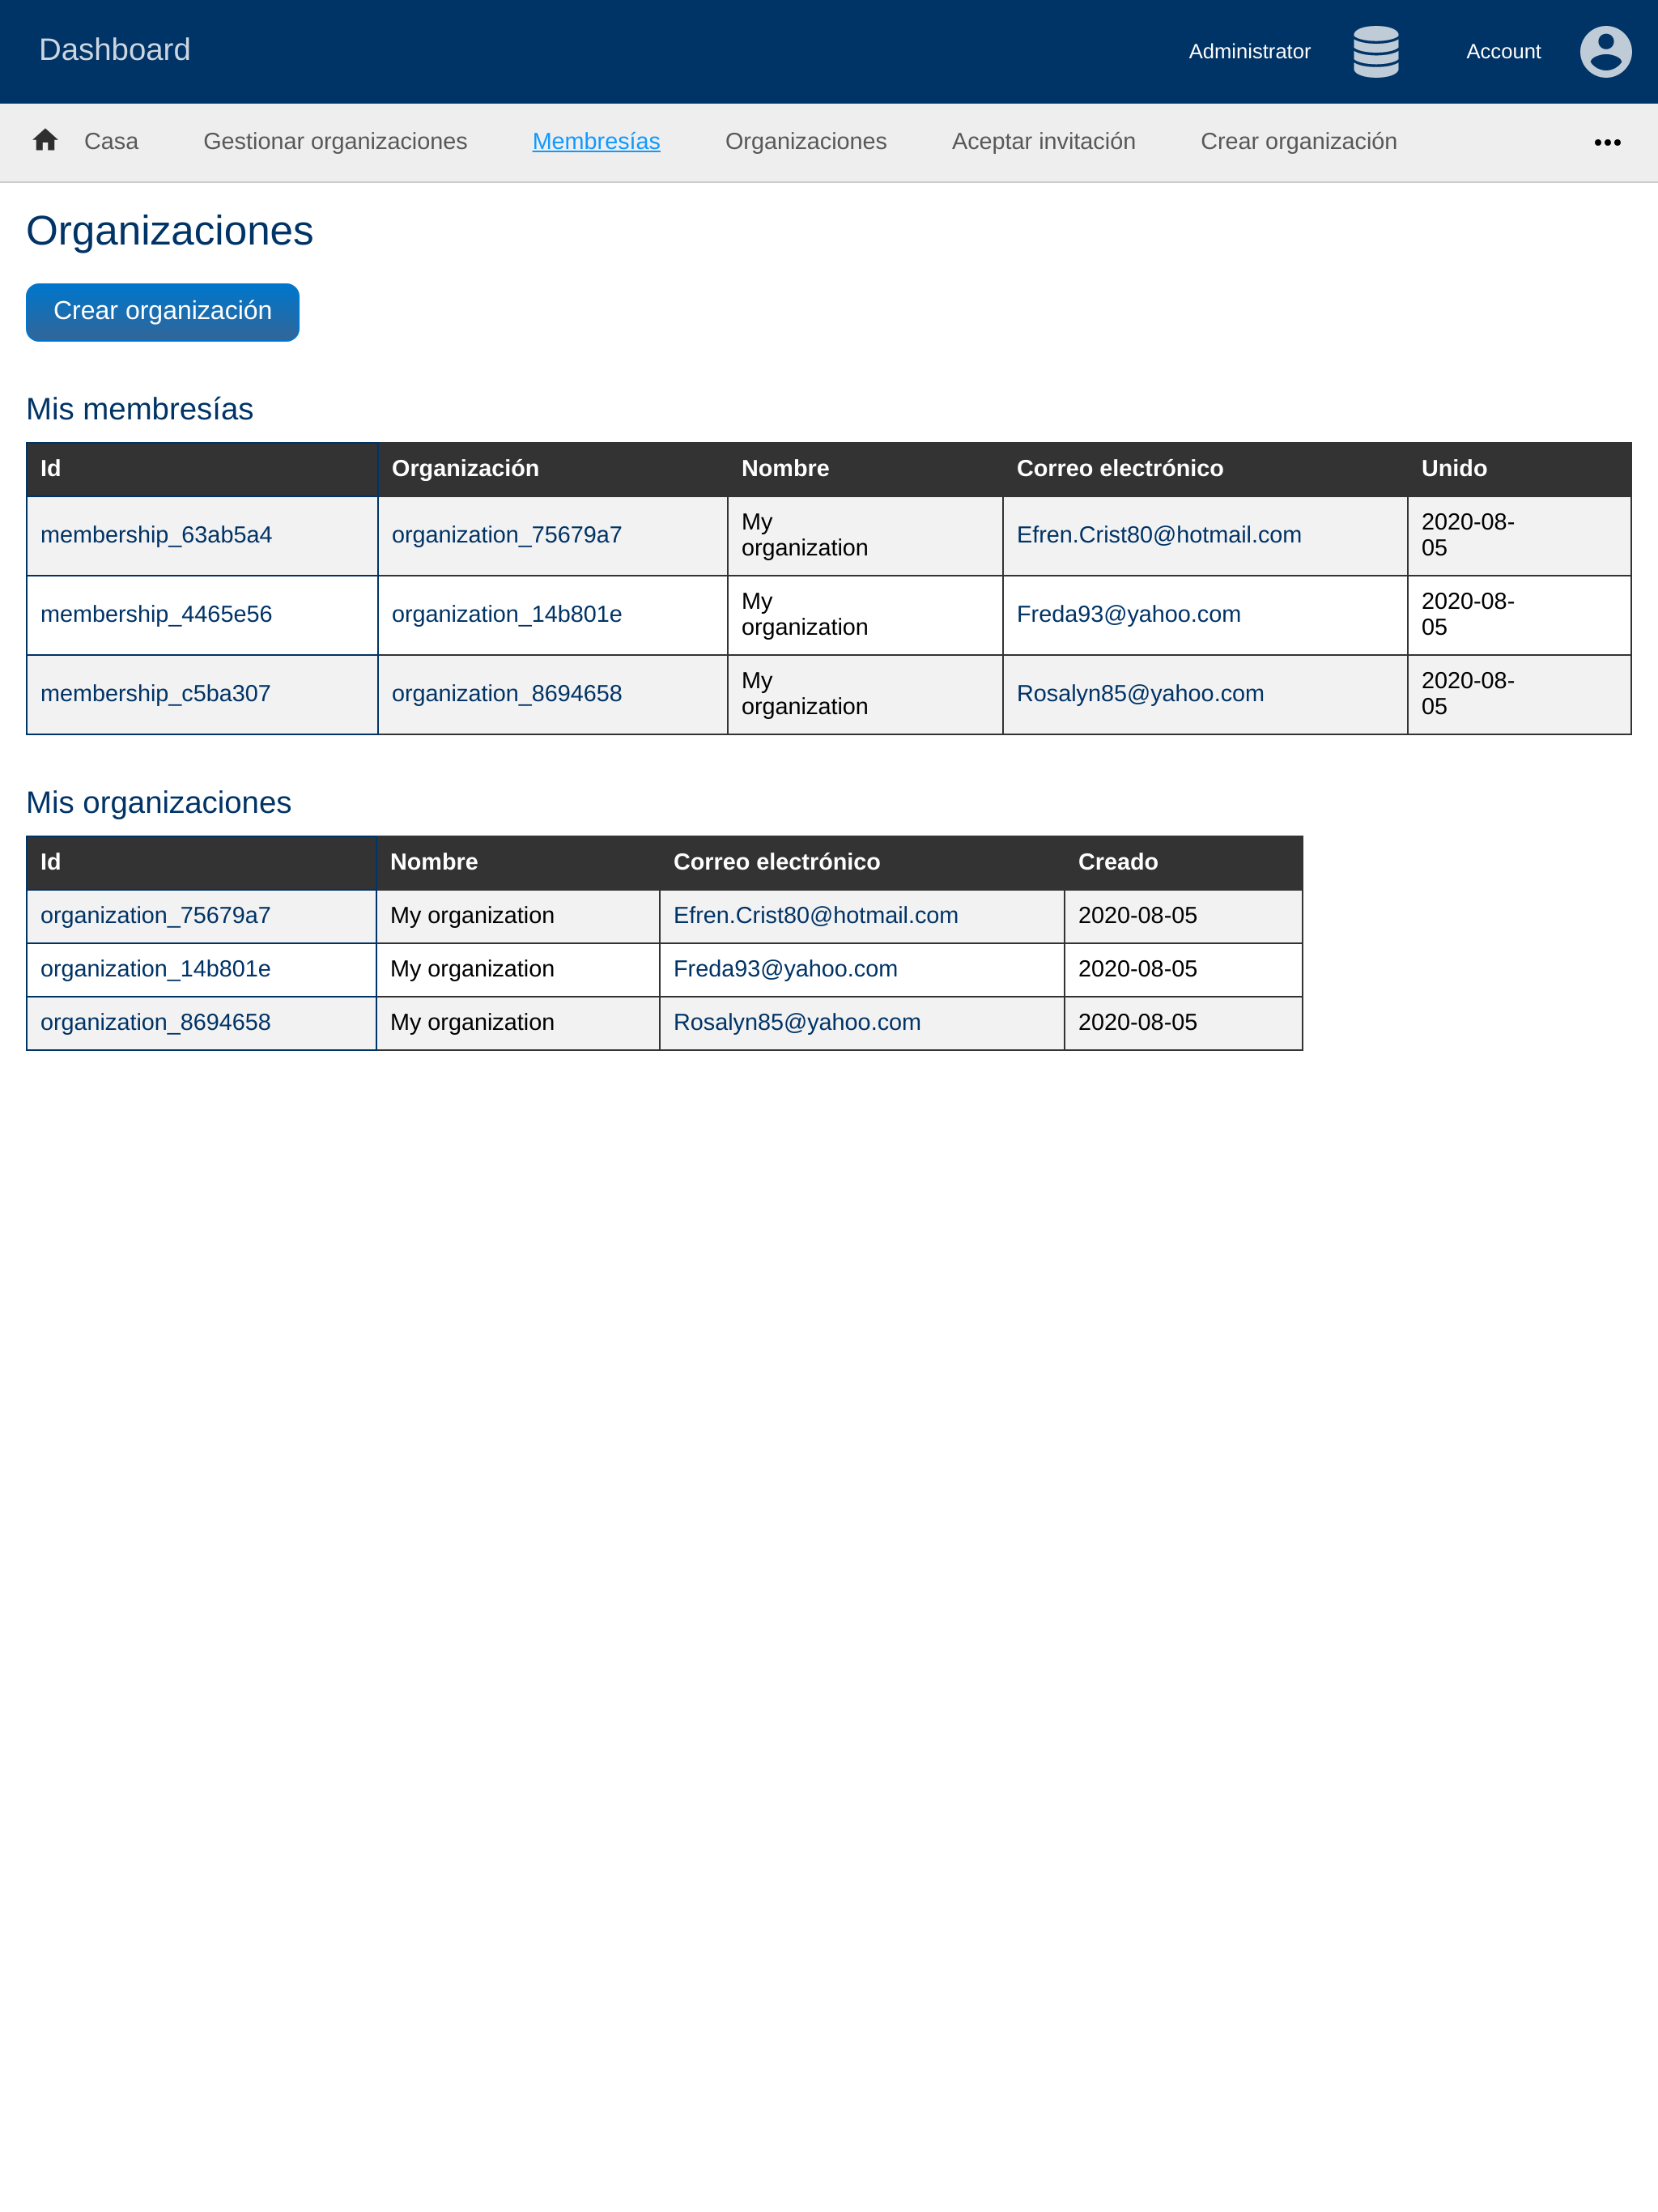 Dashboard Administrator Account
Casa Gestionar organizaciones Membresías Organizaciones Aceptar invitación Crear organización
Organizaciones
Crear organización
Mis membresías
Id Organización Nombre Correo electrónico Unido
membership_63ab5a4 organization_75679a7 My organization Efren.Crist80@hotmail.com 2020-08-05
membership_4465e56 organization_14b801e My organization Freda93@yahoo.com 2020-08-05
membership_c5ba307 organization_8694658 My organization Rosalyn85@yahoo.com 2020-08-05
Mis organizaciones
Id Nombre Correo electrónico Creado
organization_75679a7 My organization Efren.Crist80@hotmail.com 2020-08-05
organization_14b801e My organization Freda93@yahoo.com 2020-08-05
organization_8694658 My organization Rosalyn85@yahoo.com 2020-08-05